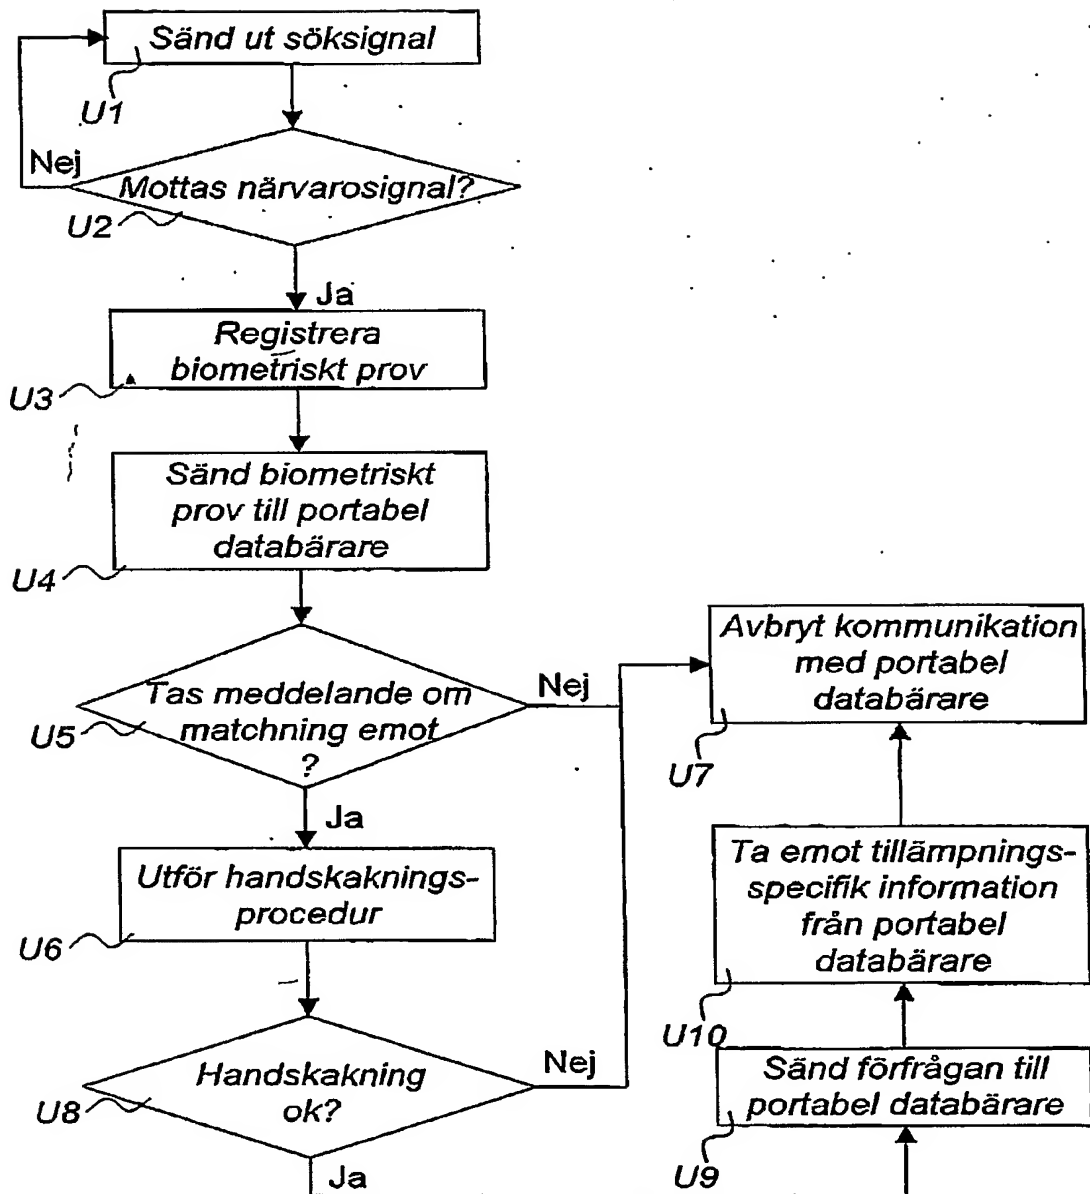 Sänd ut söksignal
U1
Nej
Mottas närvarosignal?
U2
Ja
Registrera
biometriskt prov
U3
Sänd biometriskt
prov till portabel
databärare
U4
Tas meddelande om
matchning emot
?
Nej
U5
Ja
Utför handskaknings-
procedur
U6
Handskakning
ok?
Nej
U8
Ja
Avbryt kommunikation
med portabel
databärare
U7
Ta emot tillämpnings-
specifik information
från portabel
databärare
U10
Sänd förfrågan till
portabel databärare
U9